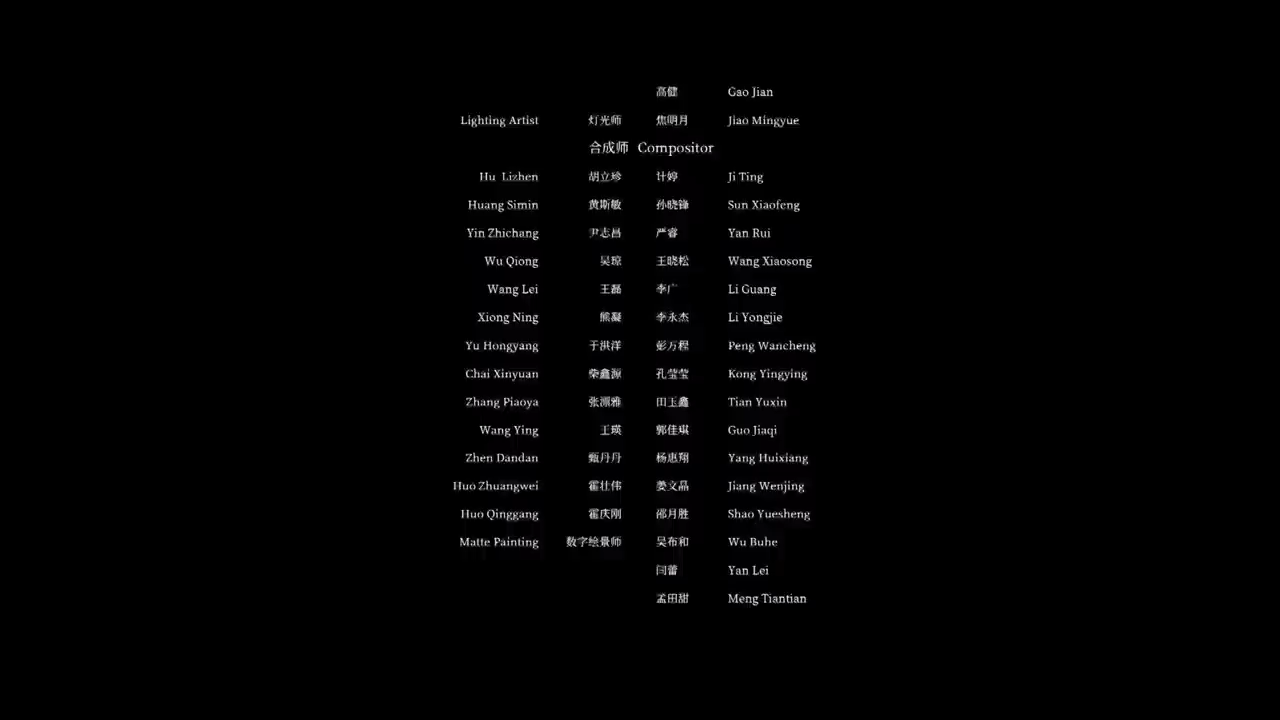 高健 Gao Jian
Lighting Artist 灯光师 焦明月 Jiao Mingyue
合成师 Compositor
Hu Lizhen 胡立珍 计婷 Ji Ting
Huang Simin 黄斯敏 孙晓锋 Sun Xiaofeng
Yin Zhichang 尹志昌 严睿 Yan Rui
Wu Qiong 吴琼 王晓松 Wang Xiaosong
Wang Lei 王磊 李广 Li Guang
Xiong Ning 熊凝 李永杰 Li Yongjie
Yu Hongyang 于洪洋 彭万程 Peng Wancheng
Chai Xinyuan 柴鑫源 孔莹莹 Kong Yingying
Zhang Piaoya 张漂雅 田玉鑫 Tian Yuxin
Wang Ying 王瑛 郭佳琪 Guo Jiaqi
Zhen Dandan 甄丹丹 杨惠翔 Yang Huixiang
Huo Zhuangwei 霍壮伟 姜文晶 Jiang Wenjing
Huo Qinggang 霍庆刚 邵月胜 Shao Yuesheng
Matte Painting 数字绘景师 吴布和 Wu Buhe
闫蕾 Yan Lei
孟田甜 Meng Tiantian